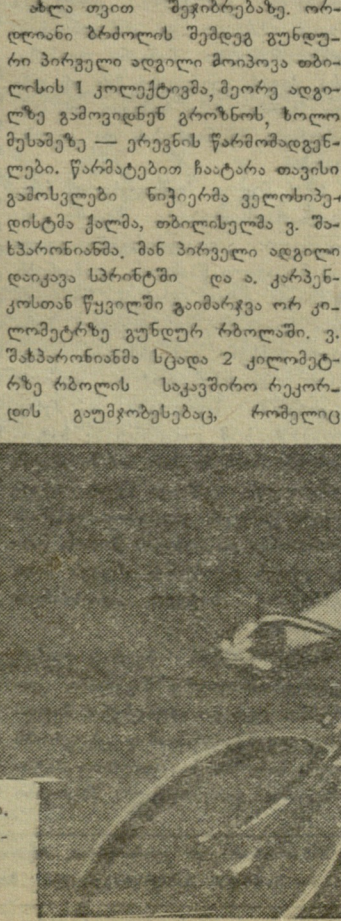 ახლა თვით შეჯიბრებაზე. ორ-
დღიანი ბრძოლის შემდეგ გუნდუ-
რი პირველი ადგილი მოიპოვა თბი-
ლისის 1 კოლექტივმა, მეორე ადგი-
ლზე გამოვიდნენ გროზნოს, ხოლო
მესამეზე — ერევნის წარმომადგენ-
ლები. წარმატებით ჩაატარა თავისი
გამოსვლები ნიჭიერმა ველოსიპე-
დისტმა ქალმა, თბილისელმა ვ. შა-
ხპარონიანმა. მან პირველი ადგილი
დაიკავა სპრინტში და ა. კარპენ-
კოსთან წყვილში გაიმარჯვა ორ კი-
ლომეტრზე გუნდურ რბოლაში. ვ.
შახპარონიანმა სცადა 2 კილომეტ-
რზე რბოლის საკავშირო რეკორ-
დის გაუმჯობესებაც, რომელიც